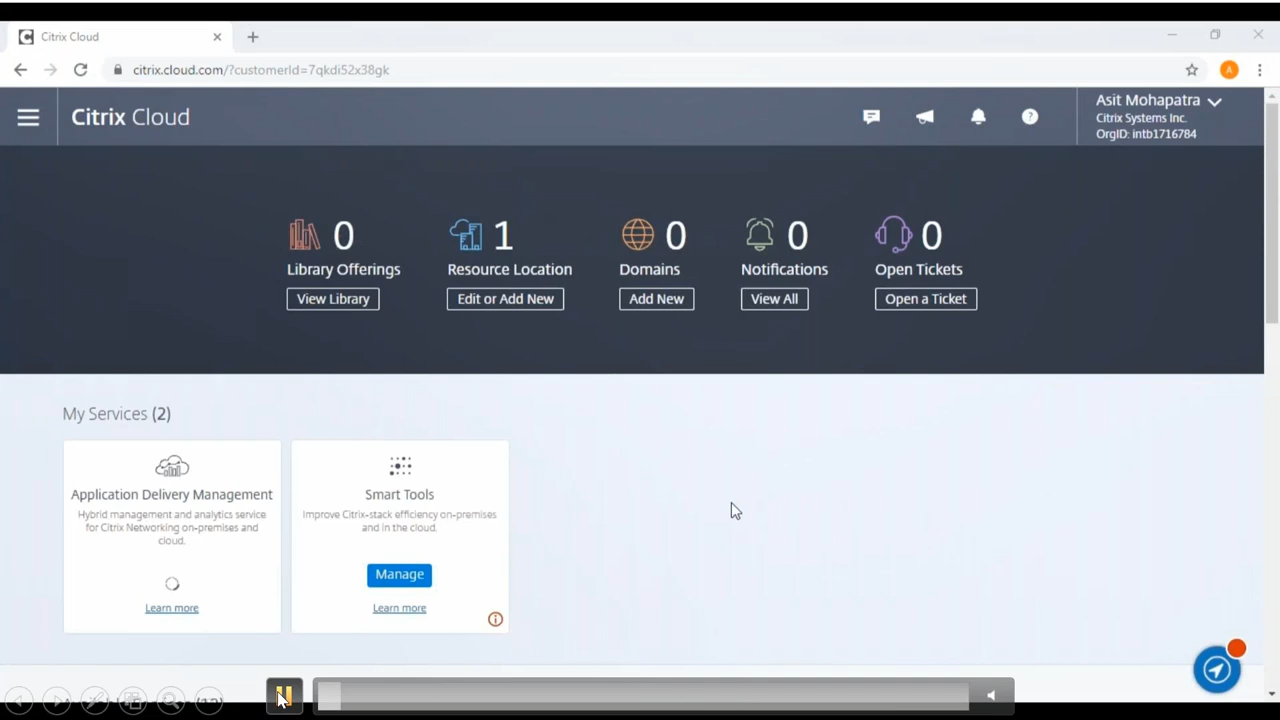 Citrix Cloud
citrix.cloud.com/?customerId=7qkdi52x38gk
A
Citrix Cloud
Asit Mohapatra
Citrix Systems Inc.
OrgID: intb1716784
0 1 0 0 0
Library Offerings Resource Location Domains Notifications Open Tickets
View Library Edit or Add New Add New View All Open a Ticket
My Services (2)
Application Delivery Management
Hybrid management and analytics service
for Citrix Networking on-premises and
cloud.
Learn more
Smart Tools
Improve Citrix-stack efficiency on-premises
and in the cloud.
Manage
Learn more